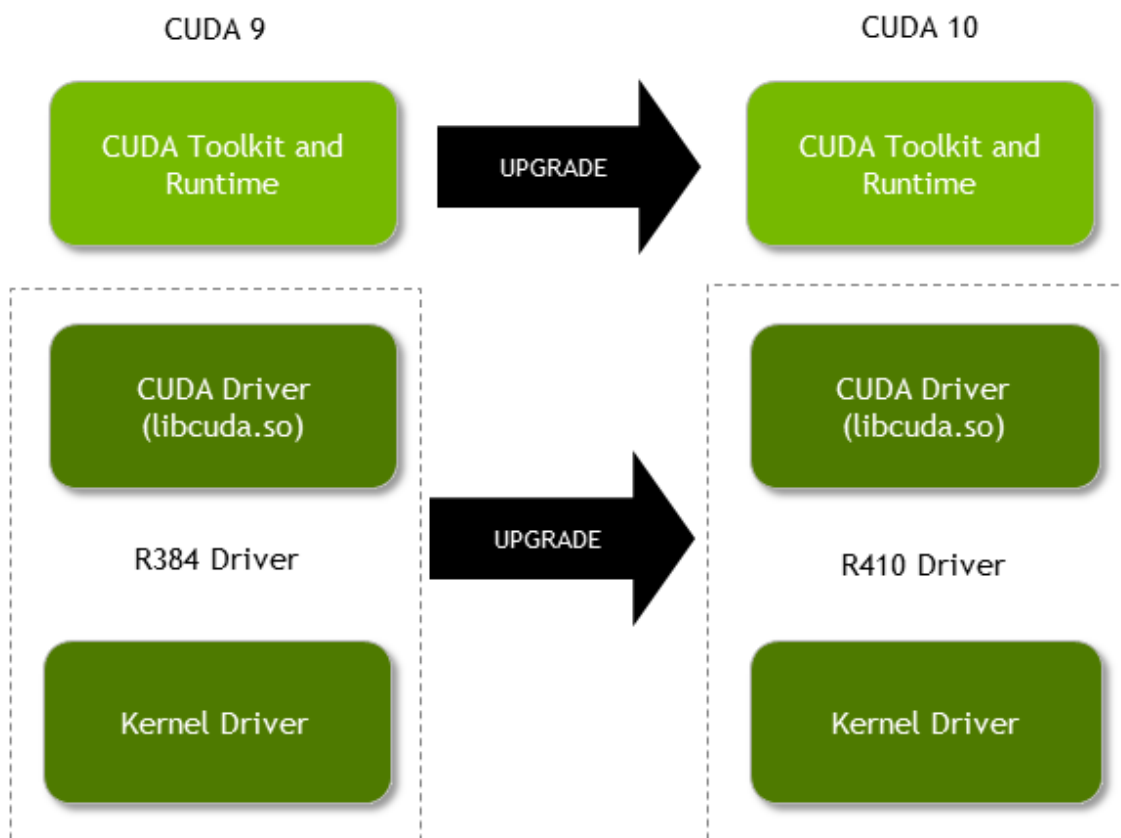 CUDA 9
CUDA 10
CUDA Toolkit and
Runtime
UPGRADE
CUDA Toolkit and
Runtime
CUDA Driver
(libcuda.so)
CUDA Driver
(libcuda.so)
R384 Driver
UPGRADE
R410 Driver
Kernel Driver
Kernel Driver